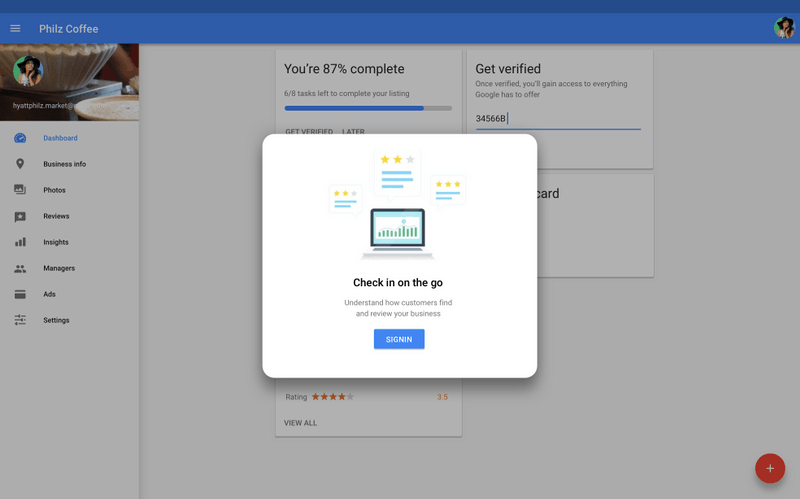 Philz Coffee
hyattphilz.market@
Dashboard
Business info
Photos
Reviews
Insights
Managers
Ads
Settings
You're 87% complete
6/8 tasks left to complete your listing
GET VERIFIED LATER
Get verified
Once verified, you'll gain access to everything
Google has to offer
34566B
card
Check in on the go
Understand how customers find
and review your business
SIGNIN
Rating 3.5
VIEW ALL